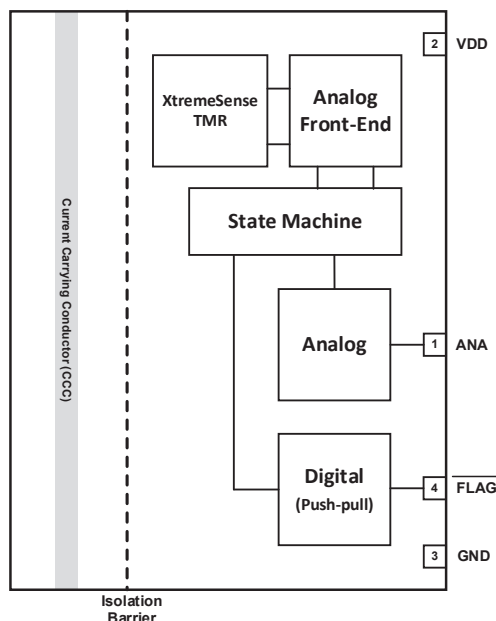 2 VDD
XtremeSense
TMR
Analog
Front-End
Current Carrying Conductor (CCC)
State Machine
Analog
1 ANA
Digital
(Push-pull)
4 FLAG
3 GND
Isolation
Barrier